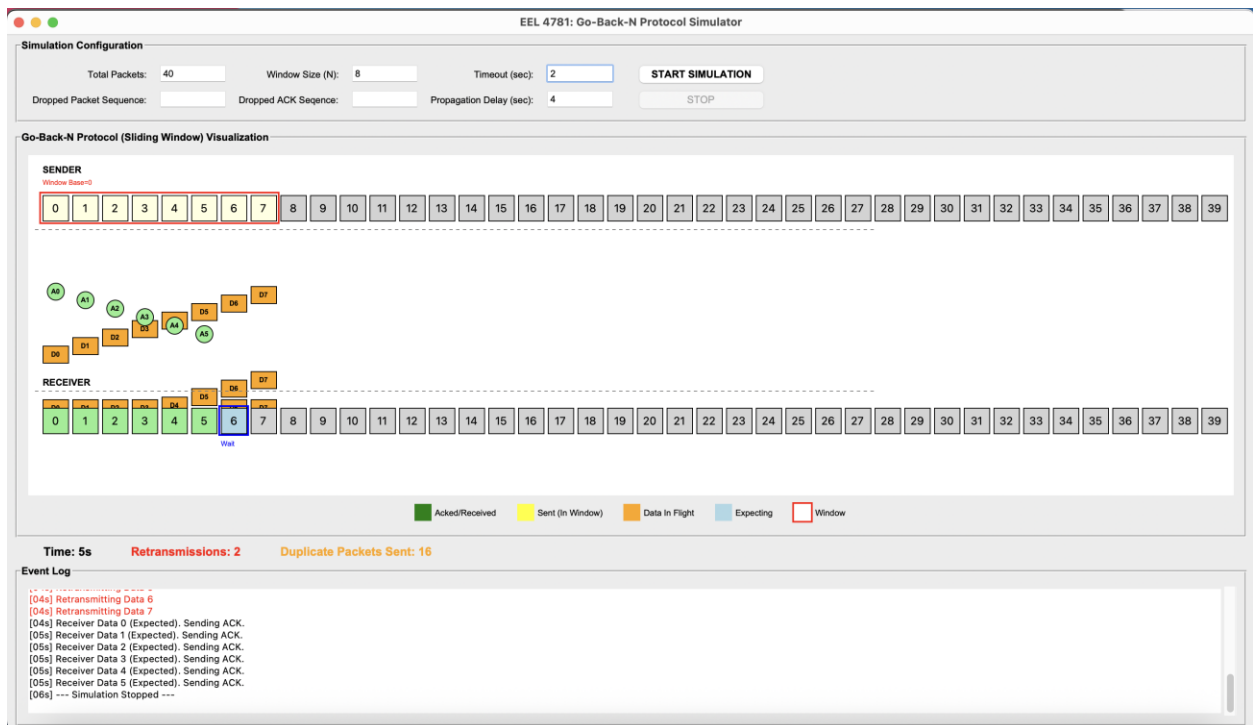 EEL 4781: Go-Back-N Protocol Simulator
Simulation Configuration
Total Packets: 40 Window Size (N): 8 Timeout (sec): 2 START SIMULATION
Dropped Packet Sequence: Dropped ACK Seqence: Propagation Delay (sec): 4 STOP
Go-Back-N Protocol (Sliding Window) Visualization
SENDER
Window Base=0
0 1 2 3 4 5 6 7 8 9 10 11 12 13 14 15 16 17 18 19 20 21 22 23 24 25 26 27 28 29 30 31 32 33 34 35 36 37 38 39
A0 A1 A2 A3 A4 A5 D5 D6 D7
D0 D1 D2 D3
RECEIVER
D5 D6 D7
D0 D1 D2 D3 D4
0 1 2 3 4 5 6 7 8 9 10 11 12 13 14 15 16 17 18 19 20 21 22 23 24 25 26 27 28 29 30 31 32 33 34 35 36 37 38 39
Wait
Acked/Received Sent (In Window) Data In Flight Expecting Window
Time: 5s Retransmissions: 2 Duplicate Packets Sent: 16
Event Log
[04s] Retransmitting Data 6
[04s] Retransmitting Data 7
[04s] Receiver Data 0 (Expected). Sending ACK.
[05s] Receiver Data 1 (Expected). Sending ACK.
[05s] Receiver Data 2 (Expected). Sending ACK.
[05s] Receiver Data 3 (Expected). Sending ACK.
[05s] Receiver Data 4 (Expected). Sending ACK.
[05s] Receiver Data 5 (Expected). Sending ACK.
[06s] --- Simulation Stopped ---